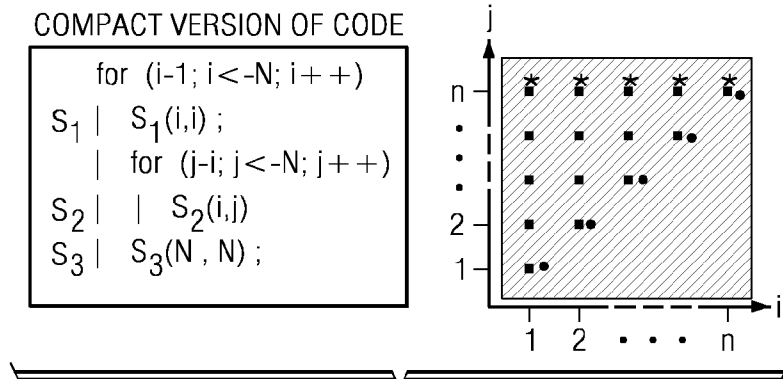 COMPACT VERSION OF CODE
for (i-1; i<-N; i++)
S1 | S1(i,i) ;
| for (j-i; j<-N; j++)
S2 | | S2(i,j)
S3 | S3(N , N) ;
j
n
2
1
i
1 2 • • • n